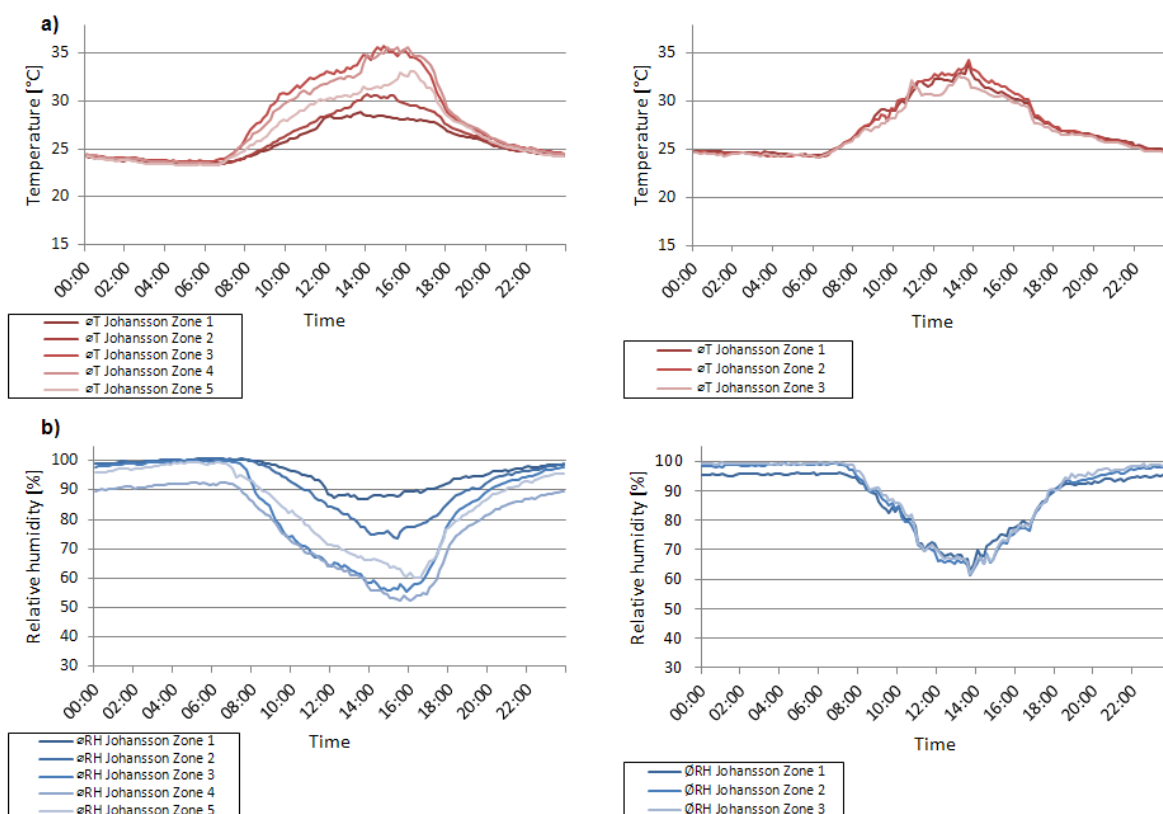 a)
Temperature [°C]
35
30
25
20
15
00:00
02:00
04:00
06:00
08:00
10:00
12:00
14:00
16:00
18:00
20:00
22:00
Time
øT Johansson Zone 1
øT Johansson Zone 2
øT Johansson Zone 3
øT Johansson Zone 4
øT Johansson Zone 5
Temperature [°C]
35
30
25
20
15
00:00
02:00
04:00
06:00
08:00
10:00
12:00
14:00
16:00
18:00
20:00
22:00
Time
øT Johansson Zone 1
øT Johansson Zone 2
øT Johansson Zone 3
b)
Relative humidity [%]
100
90
80
70
60
50
40
30
00:00
02:00
04:00
06:00
08:00
10:00
12:00
14:00
16:00
18:00
20:00
22:00
Time
øRH Johansson Zone 1
øRH Johansson Zone 2
øRH Johansson Zone 3
øRH Johansson Zone 4
øRH Johansson Zone 5
Relative humidity [%]
100
90
80
70
60
50
40
30
00:00
02:00
04:00
06:00
08:00
10:00
12:00
14:00
16:00
18:00
20:00
22:00
Time
ØRH Johansson Zone 1
ØRH Johansson Zone 2
ØRH Johansson Zone 3